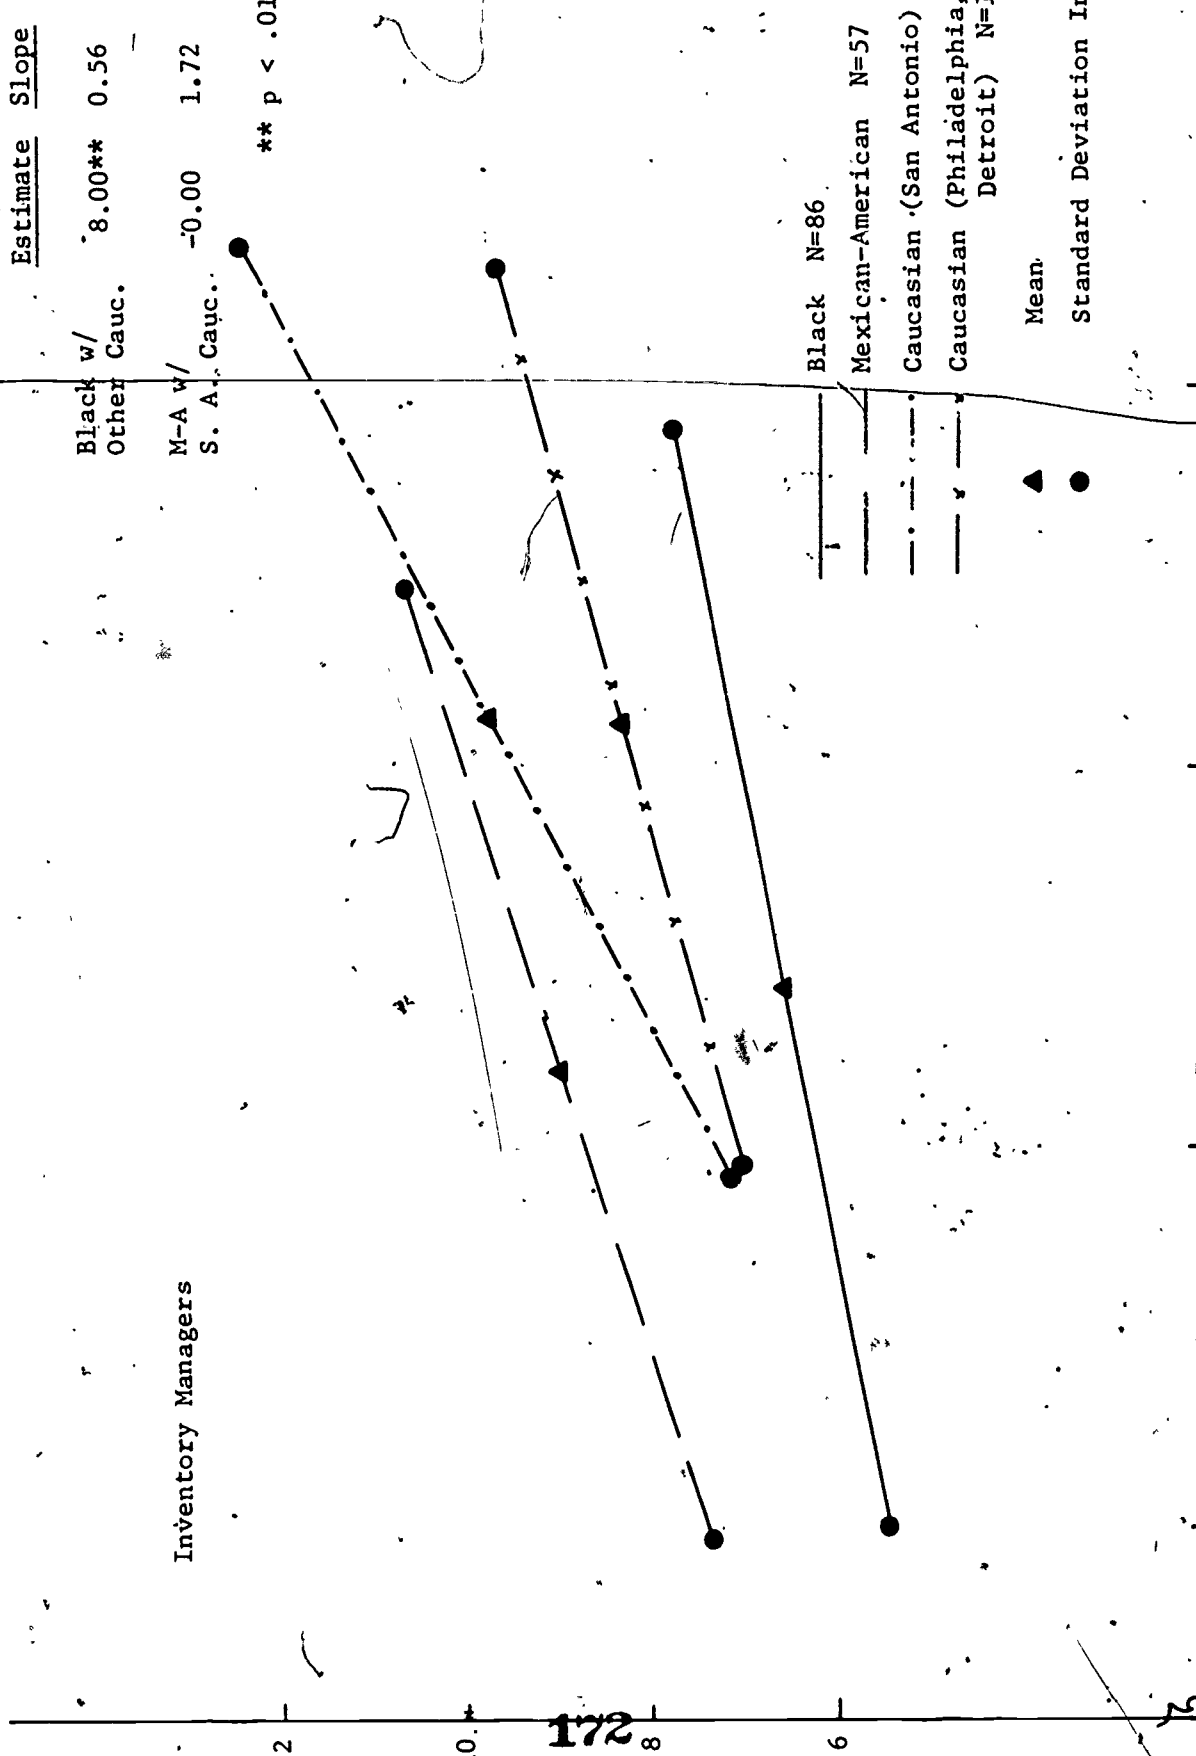 Inventory Managers
Estimate Slope
Black w/
Other Cauc. 8.00** 0.56
M-A w/
S. A. Cauc. -0.00 1.72
** p < .01
2
0
8
6
Black N=86
Mexican-American N=57
Caucasian (San Antonio)
Caucasian (Philadelphia,
Detroit)
Mean
Standard Deviation
172